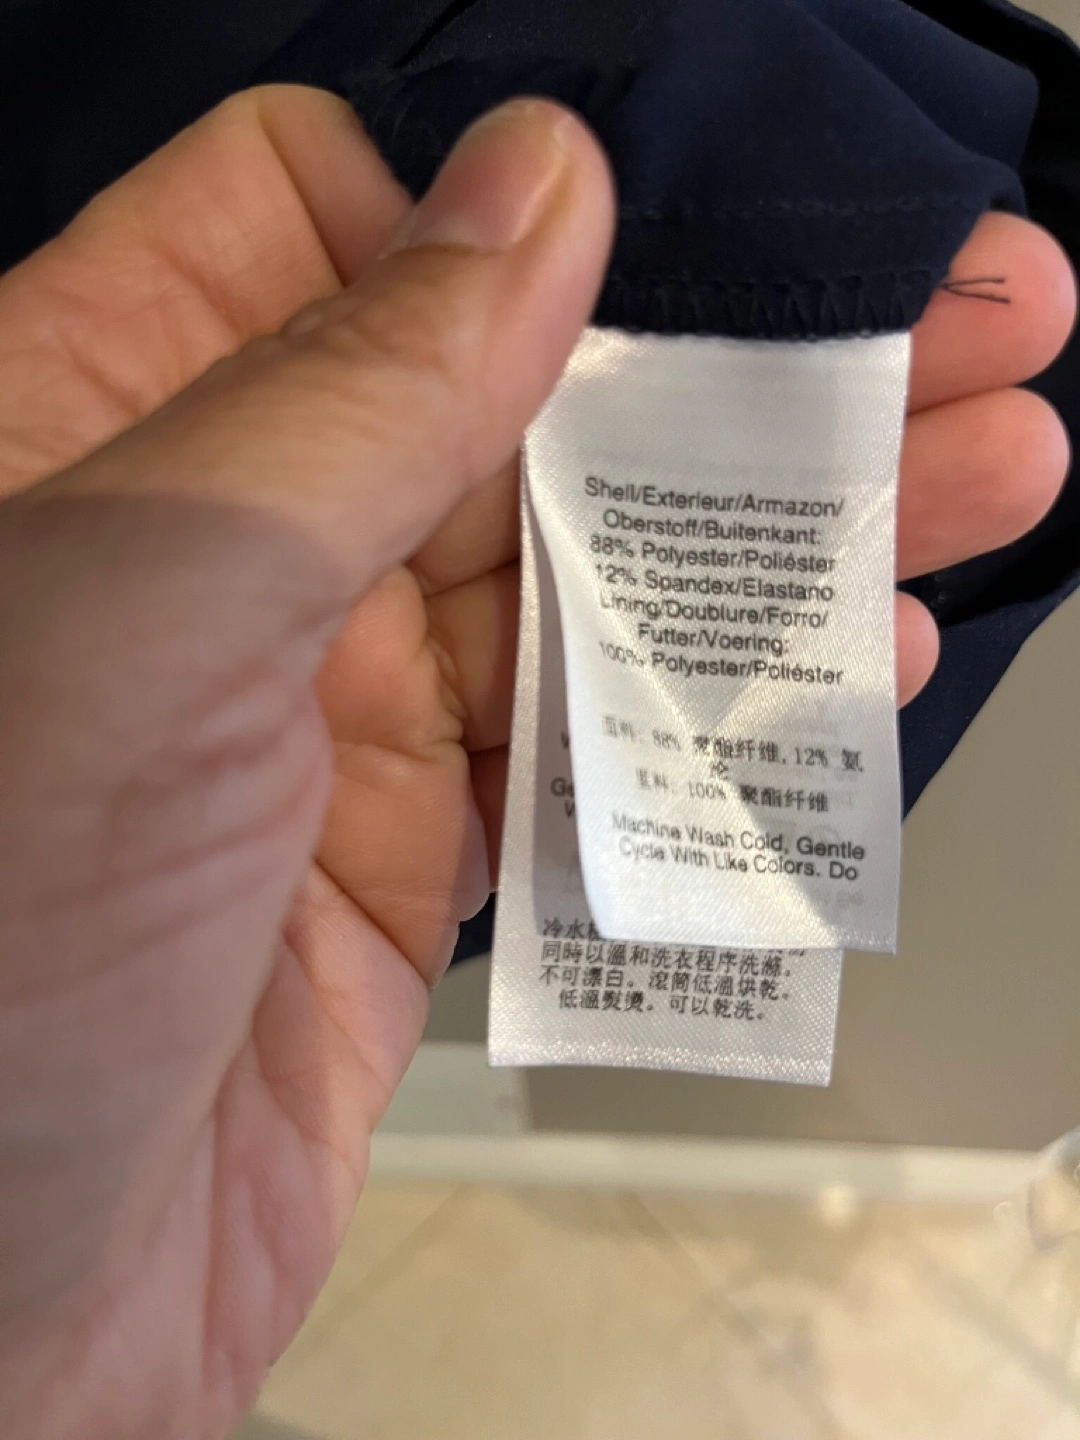 Shell/Exterieur/Armazon/
Oberstoff/Buitenkant:
88% Polyester/Poliéster
12% Spandex/Elastano
Lining/Doublure/Forro/
Futter/Voering:
100% Polyester/Poliéster
面料: 88% 聚酯纤维, 12% 氨
纶
里料: 100% 聚酯纤维
Machine Wash Cold, Gentle
Cycle With Like Colors. Do
冷水
同時以溫和洗衣程序洗滌。
不可漂白。滾筒低溫烘乾。
低溫熨燙。可以乾洗。